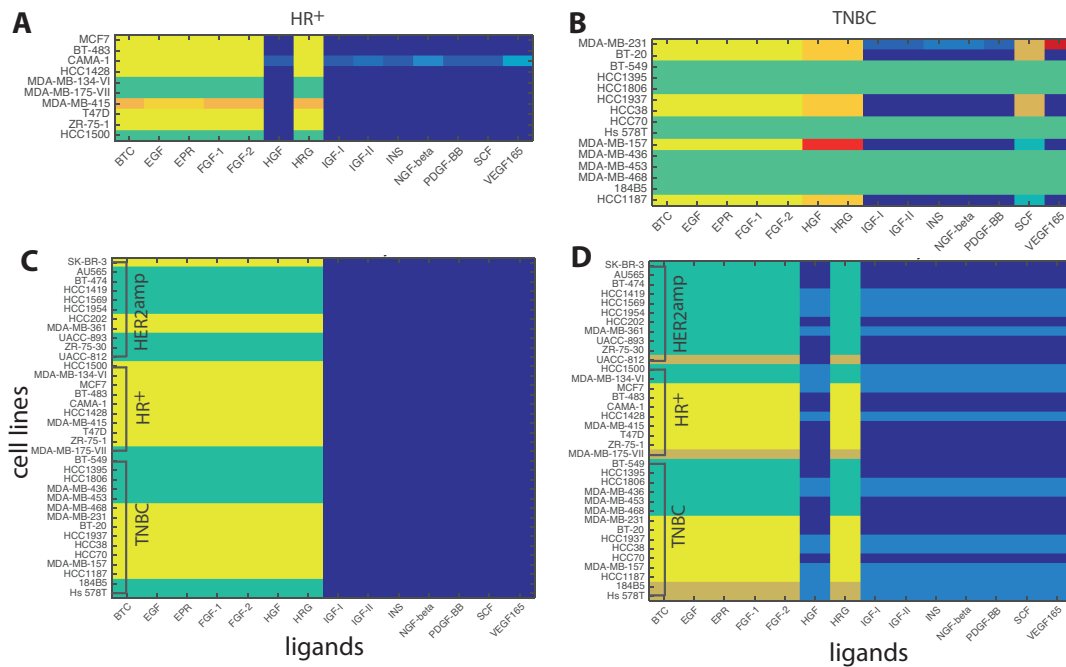 A
HR+
MCF7
BT-483
CAMA-1
HCC1428
MDA-MB-134-VI
MDA-MB-175-VII
MDA-MB-415
T47D
ZR-75-1
HCC1500
BTC EGF EPR FGF-1 FGF-2 HGF HRG IGF-I IGF-II INS NGF-beta PDGF-BB SCF VEGF165
B
TNBC
MDA-MB-231
BT-20
BT-549
HCC1395
HCC1806
HCC1937
HCC38
HCC70
Hs 578T
MDA-MB-157
MDA-MB-436
MDA-MB-453
MDA-MB-468
184B5
HCC1187
BTC EGF EPR FGF-1 FGF-2 HGF HRG IGF-I IGF-II INS NGF-beta PDGF-BB SCF VEGF165
C
cell lines
SK-BR-3
AU565
BT-474
HCC1419
HCC1569
HCC1954
HCC202
MDA-MB-361
UACC-893
ZR-75-30
UACC-812
HCC1500
MDA-MB-134-VI
MCF7
BT-483
CAMA-1
HCC1428
MDA-MB-415
T47D
ZR-75-1
MDA-MB-175-VII
BT-549
HCC1395
HCC1806
MDA-MB-436
MDA-MB-453
MDA-MB-468
MDA-MB-231
BT-20
HCC1937
HCC38
HCC70
MDA-MB-157
HCC1187
184B5
Hs 578T
HER2amp
HR+
TNBC
BTC EGF EPR FGF-1 FGF-2 HGF HRG IGF-I IGF-II INS NGF-beta PDGF-BB SCF VEGF165
ligands
D
SK-BR-3
AU565
BT-474
HCC1419
HCC1569
HCC1954
HCC202
MDA-MB-361
UACC-893
ZR-75-30
UACC-812
HCC1500
MDA-MB-134-VI
MCF7
BT-483
CAMA-1
HCC1428
MDA-MB-415
T47D
ZR-75-1
MDA-MB-175-VII
BT-549
HCC1395
HCC1806
MDA-MB-436
MDA-MB-453
MDA-MB-468
MDA-MB-231
BT-20
HCC1937
HCC38
HCC70
MDA-MB-157
HCC1187
184B5
Hs 578T
HER2amp
HR+
TNBC
BTC EGF EPR FGF-1 FGF-2 HGF HRG IGF-I IGF-II INS NGF-beta PDGF-BB SCF VEGF165
ligands